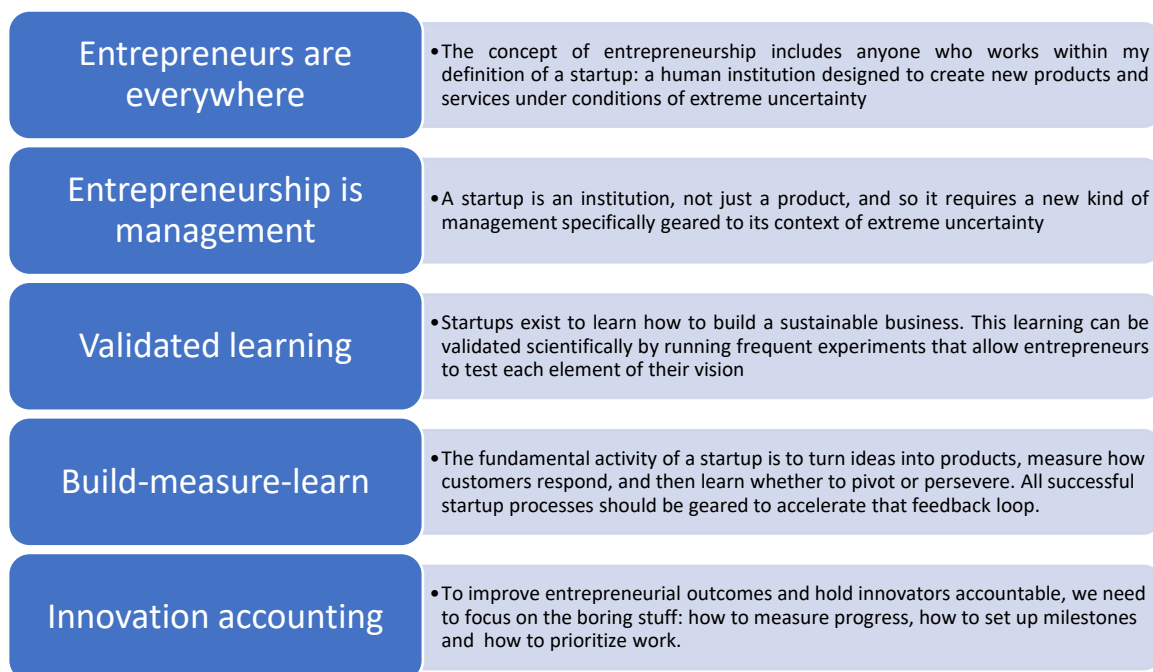 Entrepreneurs are
everywhere
•The concept of entrepreneurship includes anyone who works within my
definition of a startup: a human institution designed to create new products and
services under conditions of extreme uncertainty
Entrepreneurship is
management
•A startup is an institution, not just a product, and so it requires a new kind of
management specifically geared to its context of extreme uncertainty
Validated learning
•Startups exist to learn how to build a sustainable business. This learning can be
validated scientifically by running frequent experiments that allow entrepreneurs
to test each element of their vision
Build-measure-learn
•The fundamental activity of a startup is to turn ideas into products, measure how
customers respond, and then learn whether to pivot or persevere. All successful
startup processes should be geared to accelerate that feedback loop.
Innovation accounting
•To improve entrepreneurial outcomes and hold innovators accountable, we need
to focus on the boring stuff: how to measure progress, how to set up milestones
and how to prioritize work.